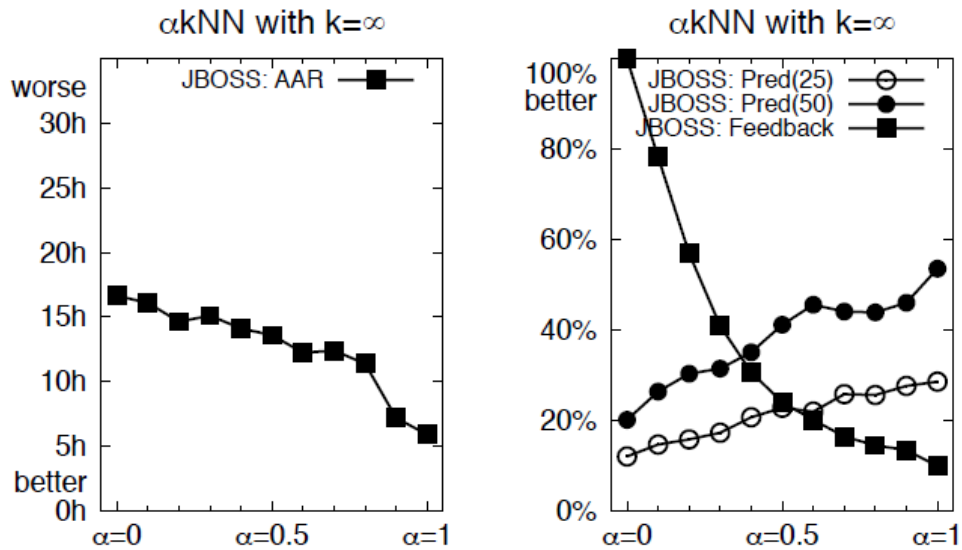 αkNN with k=∞
worse
30h
25h
20h
15h
10h
5h
better
0h
JBOSS: AAR
α=0
α=0.5
α=1
αkNN with k=∞
100%
better
80%
60%
40%
20%
0%
JBOSS: Pred(25)
JBOSS: Pred(50)
JBOSS: Feedback
α=0
α=0.5
α=1